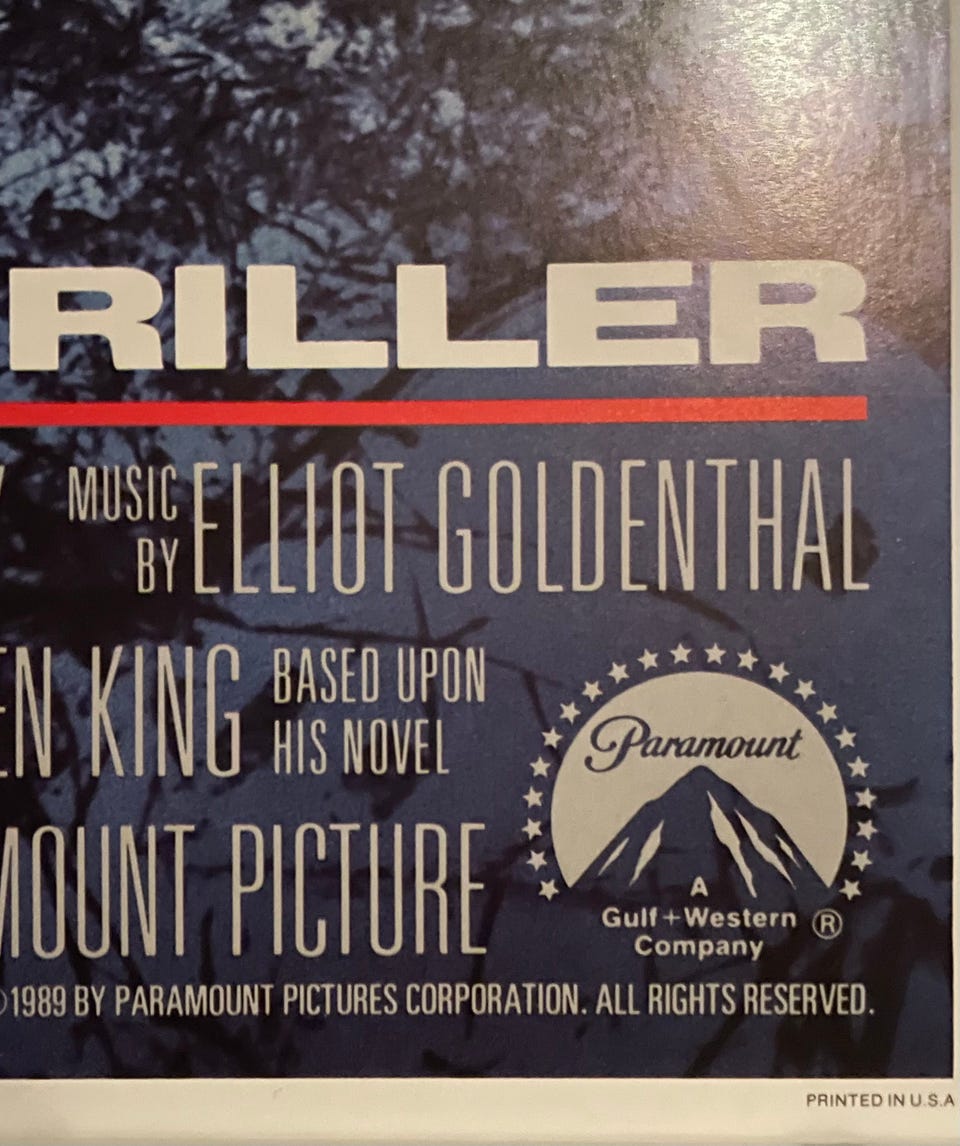 RILLER
MUSIC BY ELLIOT GOLDENTHAL
EN KING BASED UPON HIS NOVEL
MOUNT PICTURE
Paramount
A
Gulf+Western
Company ®
©1989 BY PARAMOUNT PICTURES CORPORATION. ALL RIGHTS RESERVED.
PRINTED IN U.S.A